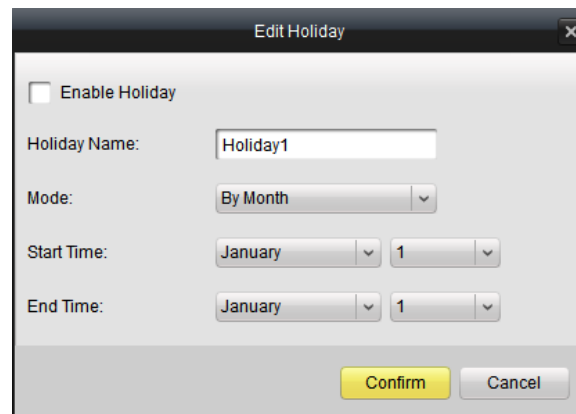 Edit Holiday
Enable Holiday
Holiday Name: Holiday1
Mode: By Month
Start Time: January 1
End Time: January 1
Confirm Cancel